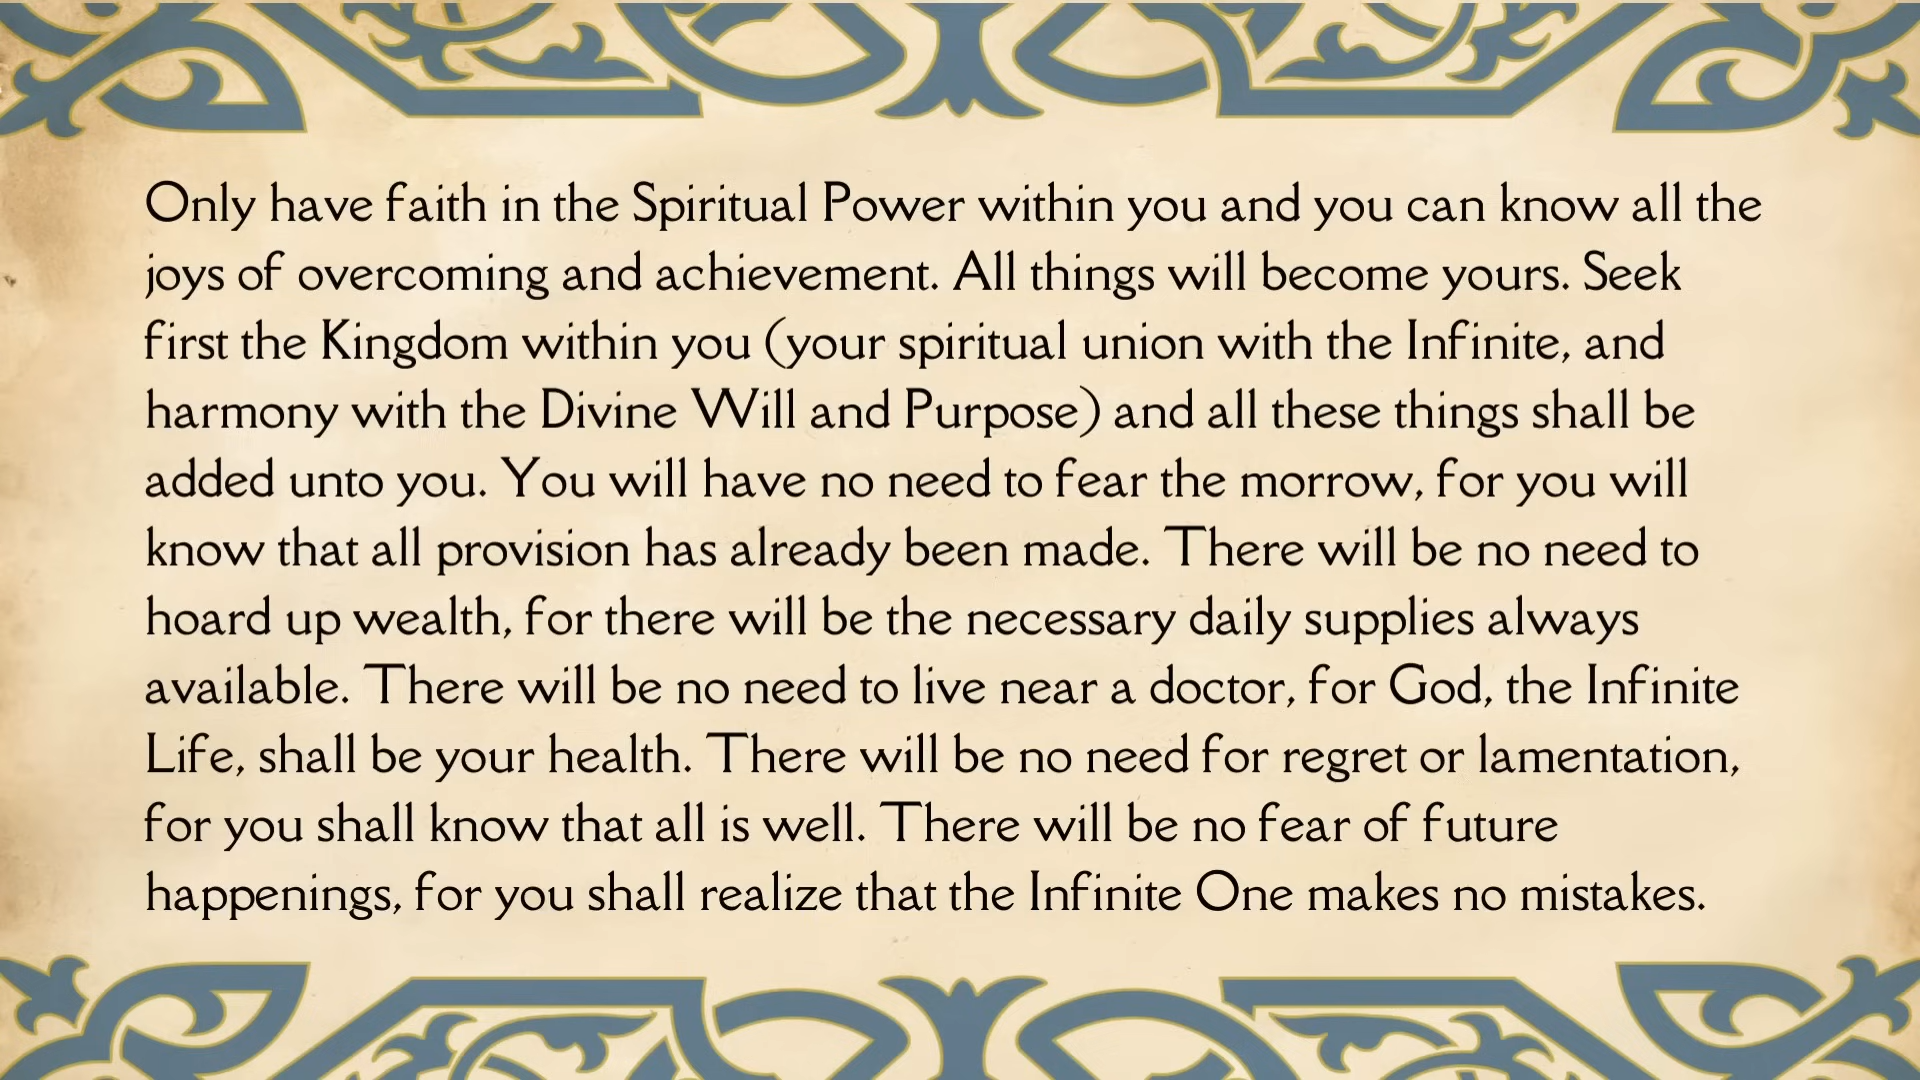 Only have faith in the Spiritual Power within you and you can know all the
joys of overcoming and achievement. All things will become yours. Seek
first the Kingdom within you (your spiritual union with the Infinite, and
harmony with the Divine Will and Purpose) and all these things shall be
added unto you. You will have no need to fear the morrow, for you will
know that all provision has already been made. There will be no need to
hoard up wealth, for there will be the necessary daily supplies always
available. There will be no need to live near a doctor, for God, the Infinite
Life, shall be your health. There will be no need for regret or lamentation,
for you shall know that all is well. There will be no fear of future
happenings, for you shall realize that the Infinite One makes no mistakes.